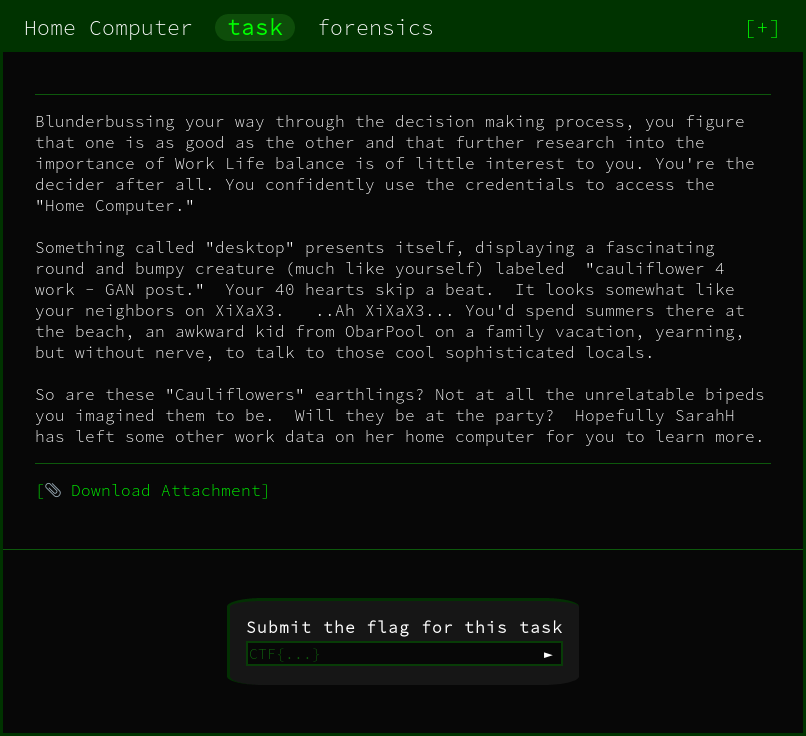 Home Computer task forensics [+]
Blunderbussing your way through the decision making process, you figure
that one is as good as the other and that further research into the
importance of Work Life balance is of little interest to you. You're the
decider after all. You confidently use the credentials to access the
"Home Computer."
Something called "desktop" presents itself, displaying a fascinating
round and bumpy creature (much like yourself) labeled  "cauliflower 4
work - GAN post."  Your 40 hearts skip a beat.  It looks somewhat like
your neighbors on XiXaX3.   ..Ah XiXaX3... You'd spend summers there at
the beach, an awkward kid from ObarPool on a family vacation, yearning,
but without nerve, to talk to those cool sophisticated locals.
So are these "Cauliflowers" earthlings? Not at all the unrelatable bipeds
you imagined them to be.  Will they be at the party?  Hopefully SarahH
has left some other work data on her home computer for you to learn more.
[📎 Download Attachment]
Submit the flag for this task
CTF{...} ►